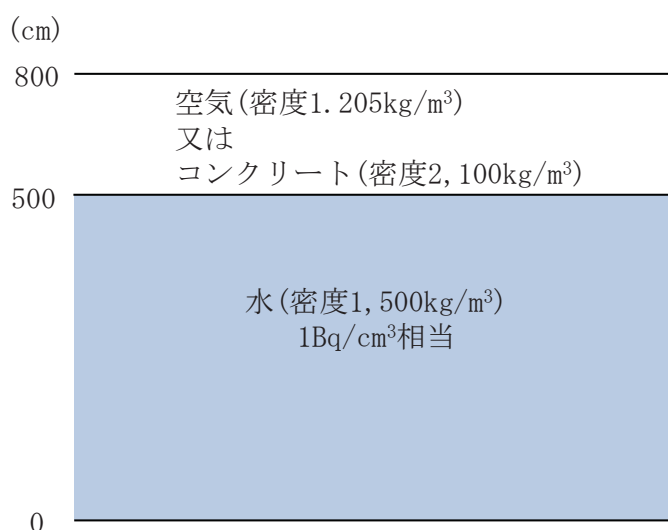 (cm)
800
空気(密度1.205kg/m³)
又は
コンクリート(密度2,100kg/m³)
500
水(密度1,500kg/m³)
1Bq/cm³相当
0